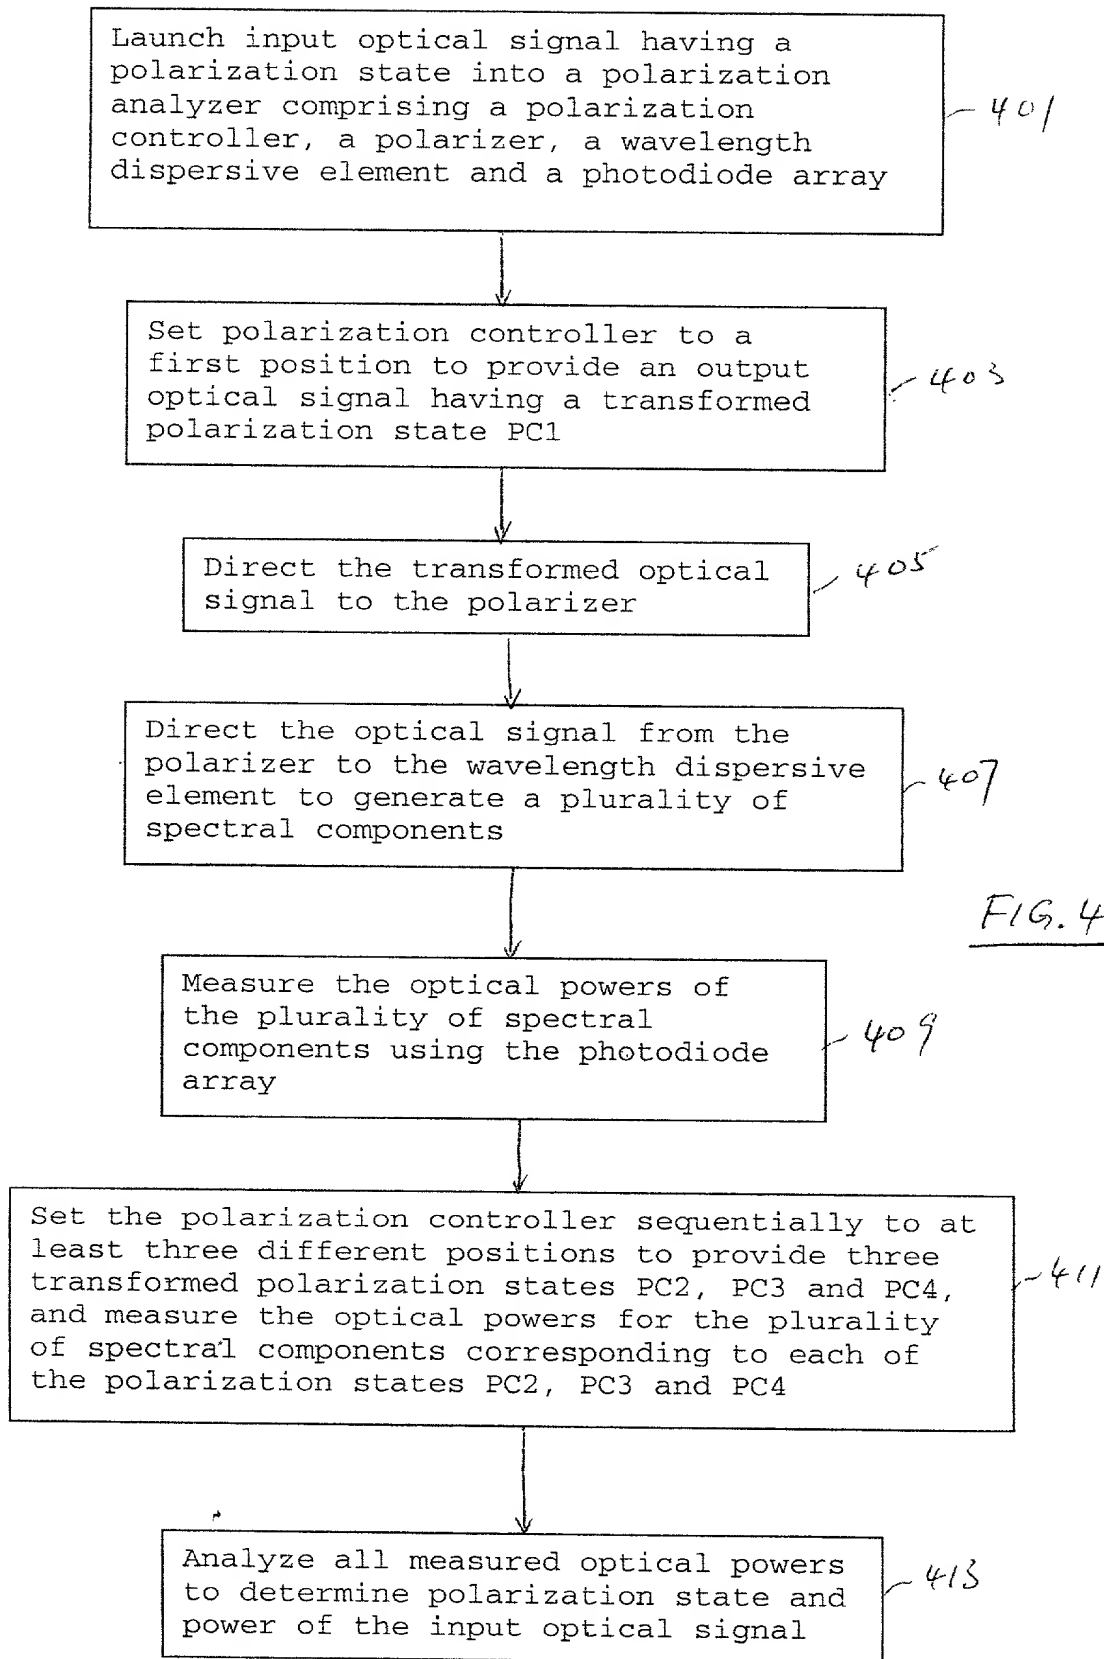 Launch input optical signal having a
polarization state into a polarization
analyzer comprising a polarization
controller, a polarizer, a wavelength
dispersive element and a photodiode array
401
Set polarization controller to a
first position to provide an output
optical signal having a transformed
polarization state PC1
403
Direct the transformed optical
signal to the polarizer
405
Direct the optical signal from the
polarizer to the wavelength dispersive
element to generate a plurality of
spectral components
407
FIG. 4
Measure the optical powers of
the plurality of spectral
components using the photodiode
array
409
Set the polarization controller sequentially to at
least three different positions to provide three
transformed polarization states PC2, PC3 and PC4,
and measure the optical powers for the plurality
of spectral components corresponding to each of
the polarization states PC2, PC3 and PC4
411
Analyze all measured optical powers
to determine polarization state and
power of the input optical signal
413